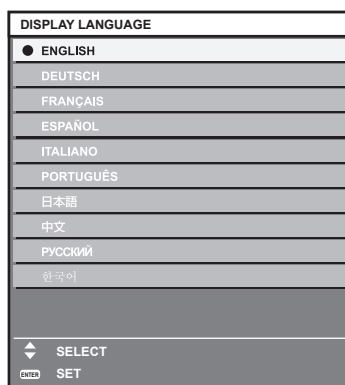 DISPLAY LANGUAGE
ENGLISH
DEUTSCH
FRANÇAIS
ESPAÑOL
ITALIANO
PORTUGUÊS
日本語
中文
РУССКИЙ
한국어
SELECT
ENTER SET